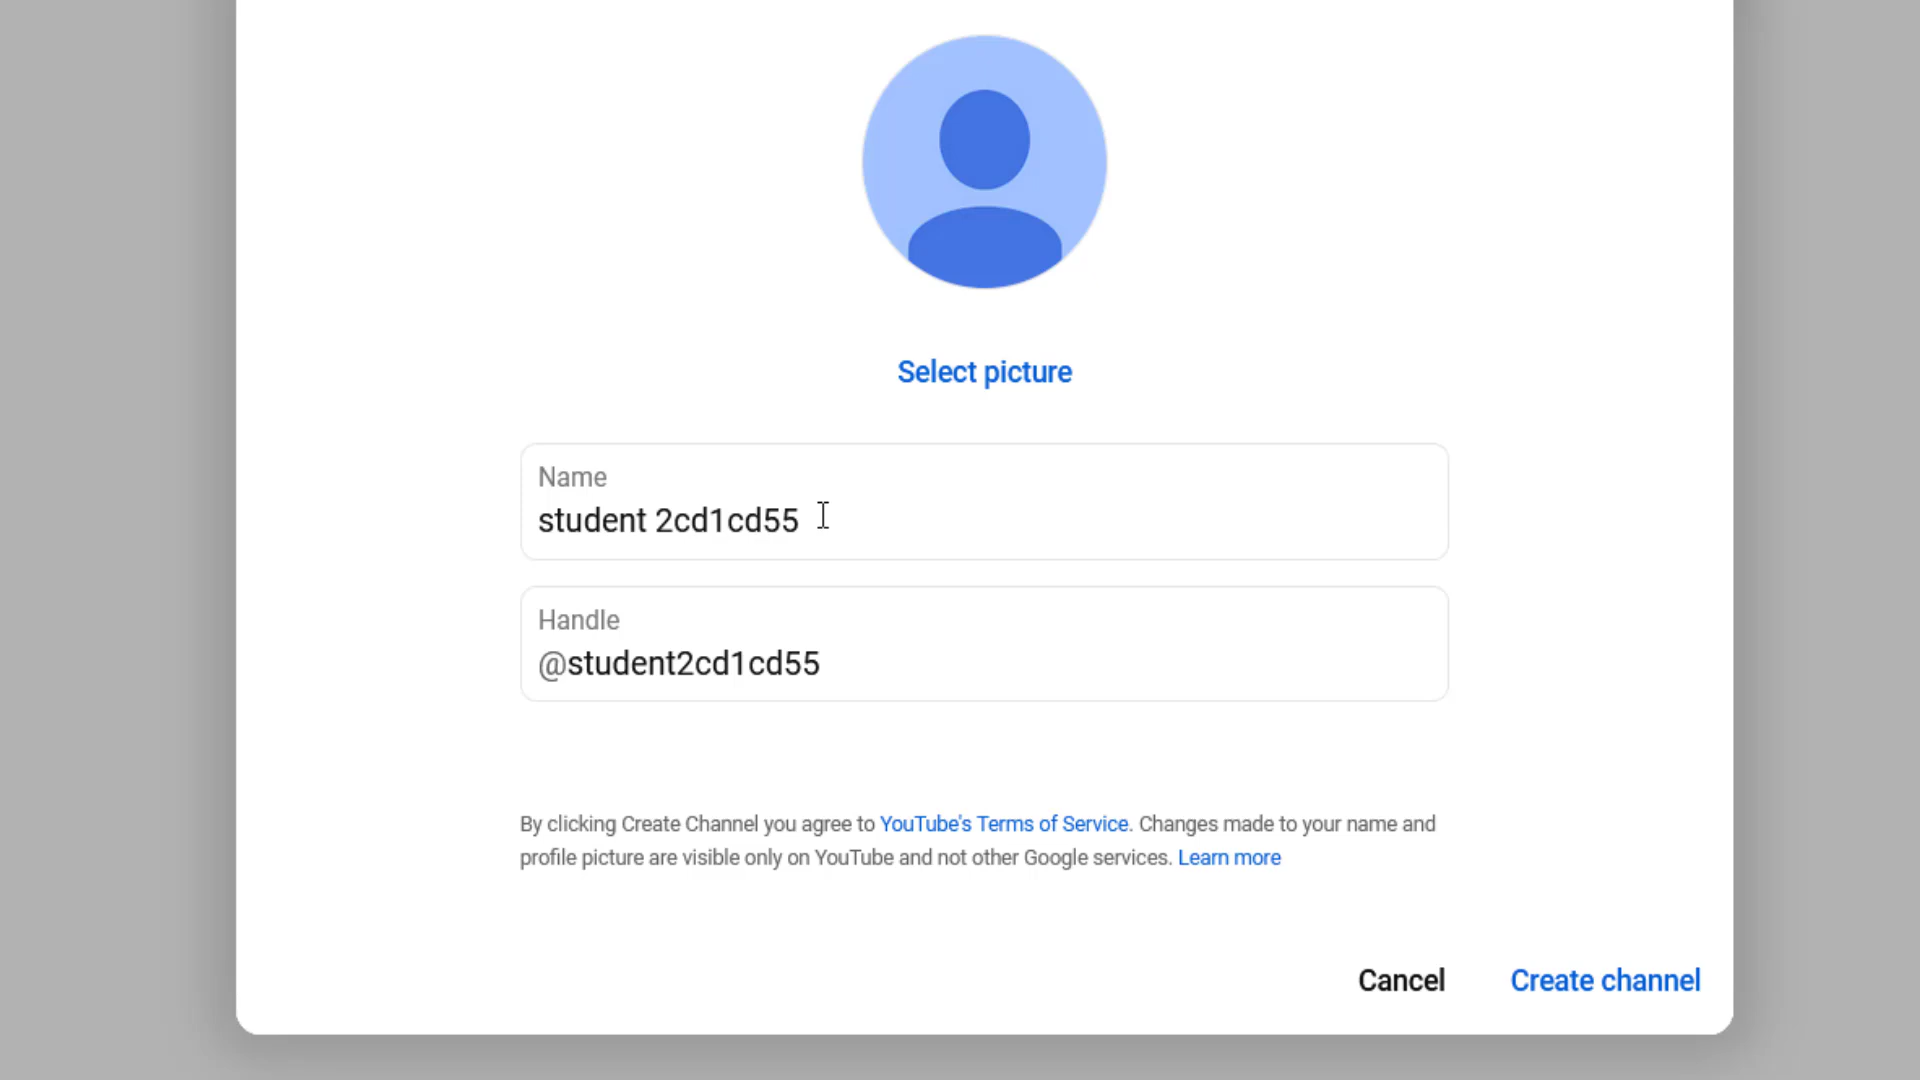 Select picture
Name
student 2cd1cd55
Handle
@student2cd1cd55
By clicking Create Channel you agree to YouTube's Terms of Service. Changes made to your name and
profile picture are visible only on YouTube and not other Google services. Learn more
Cancel Create channel